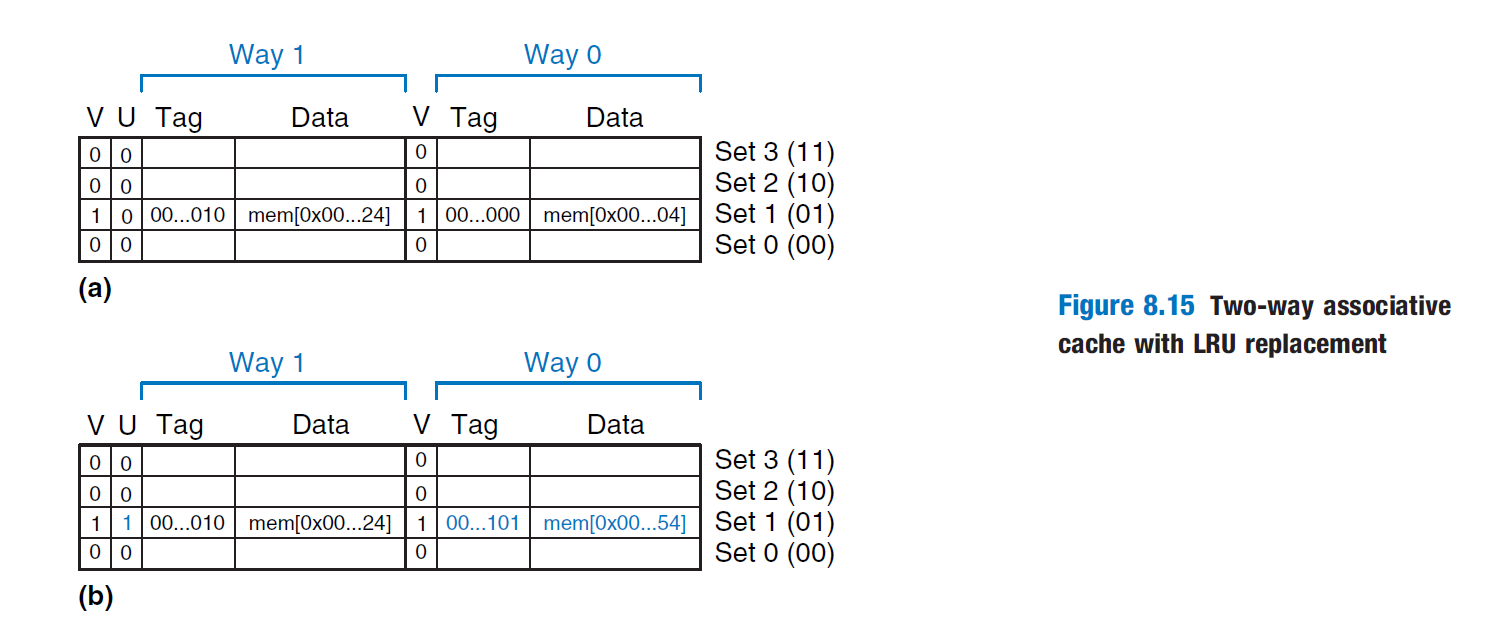 Way 1 Way 0
V U Tag Data V Tag Data
0 0 0 Set 3 (11)
0 0 0 Set 2 (10)
1 0 00...010 mem[0x00...24] 1 00...000 mem[0x00...04] Set 1 (01)
0 0 0 Set 0 (00)
(a)
Way 1 Way 0
V U Tag Data V Tag Data
0 0 0 Set 3 (11)
0 0 0 Set 2 (10)
1 1 00...010 mem[0x00...24] 1 00...101 mem[0x00...54] Set 1 (01)
0 0 0 Set 0 (00)
(b)
Figure 8.15 Two-way associative
cache with LRU replacement